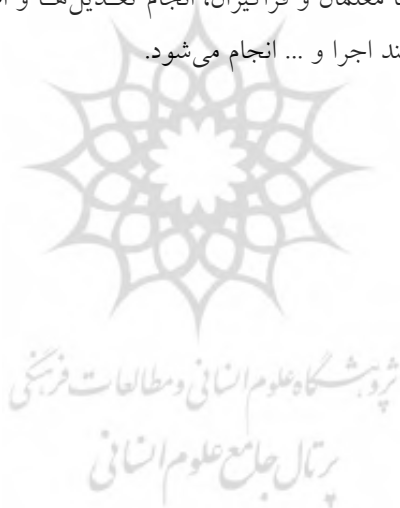 معلمان و فراگیران، انجام تعدیل‌ها و
ند اجرا و ... انجام می‌شود.
پژوهشگاه علوم انسانی و مطالعات فرهنگی
پرتال جامع علوم انسانی